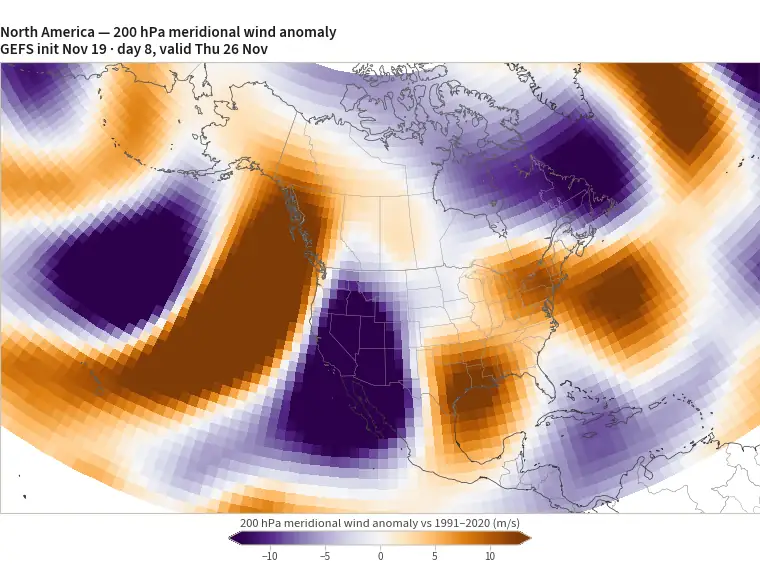 North America — 200 hPa meridional wind anomaly
GEFS init Nov 19 · day 8, valid Thu 26 Nov
200 hPa meridional wind anomaly vs 1991–2020 (m/s)
−10 −5 0 5 10